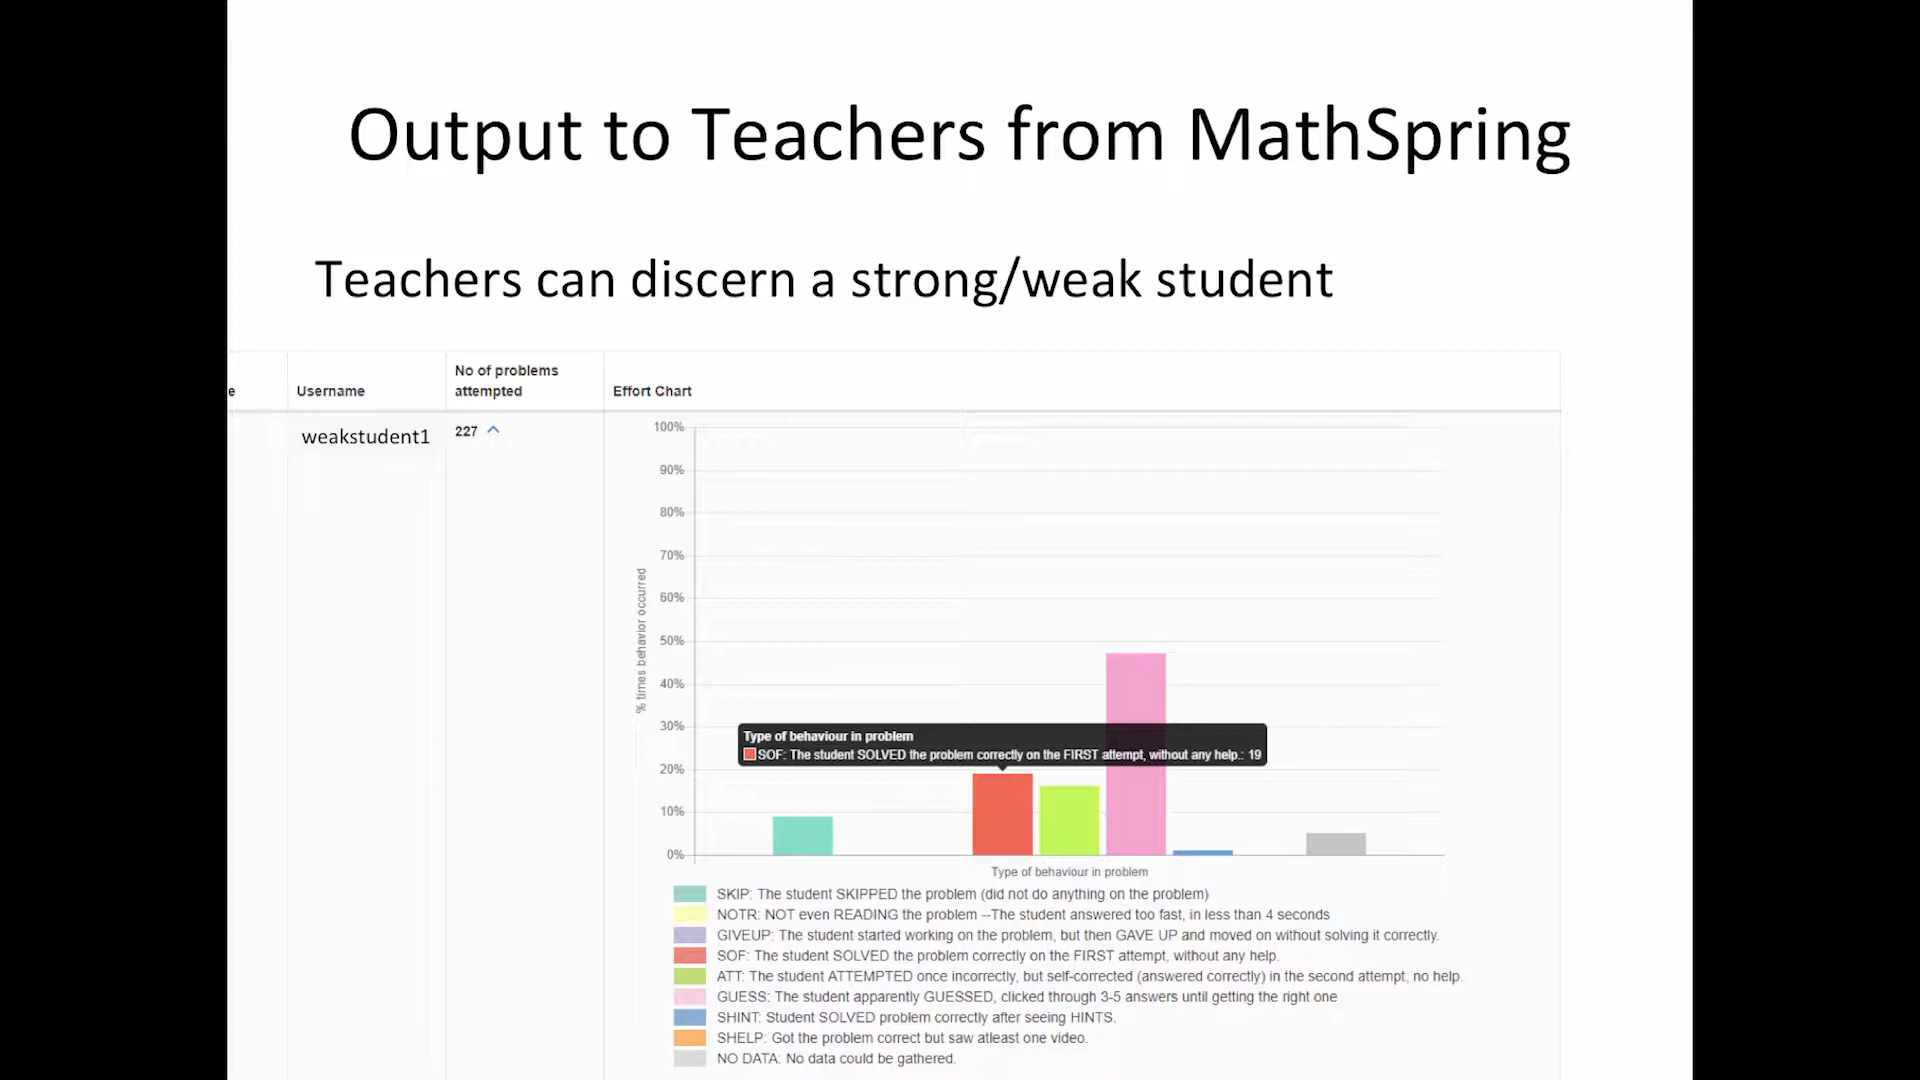 Output to Teachers from MathSpring
Teachers can discern a strong/weak student
e
Username
No of problems
attempted
Effort Chart
weakstudent1
227
100%
90%
80%
70%
60%
50%
40%
30%
20%
10%
0%
% times behavior occurred
Type of behaviour in problem
SOF: The student SOLVED the problem correctly on the FIRST attempt, without any help.: 19
Type of behaviour in problem
SKIP: The student SKIPPED the problem (did not do anything on the problem)
NOTR: NOT even READING the problem --The student answered too fast, in less than 4 seconds
GIVEUP: The student started working on the problem, but then GAVE UP and moved on without solving it correctly.
SOF: The student SOLVED the problem correctly on the FIRST attempt, without any help.
ATT: The student ATTEMPTED once incorrectly, but self-corrected (answered correctly) in the second attempt, no help.
GUESS: The student apparently GUESSED, clicked through 3-5 answers until getting the right one
SHINT: Student SOLVED problem correctly after seeing HINTS.
SHELP: Got the problem correct but saw atleast one video.
NO DATA: No data could be gathered.